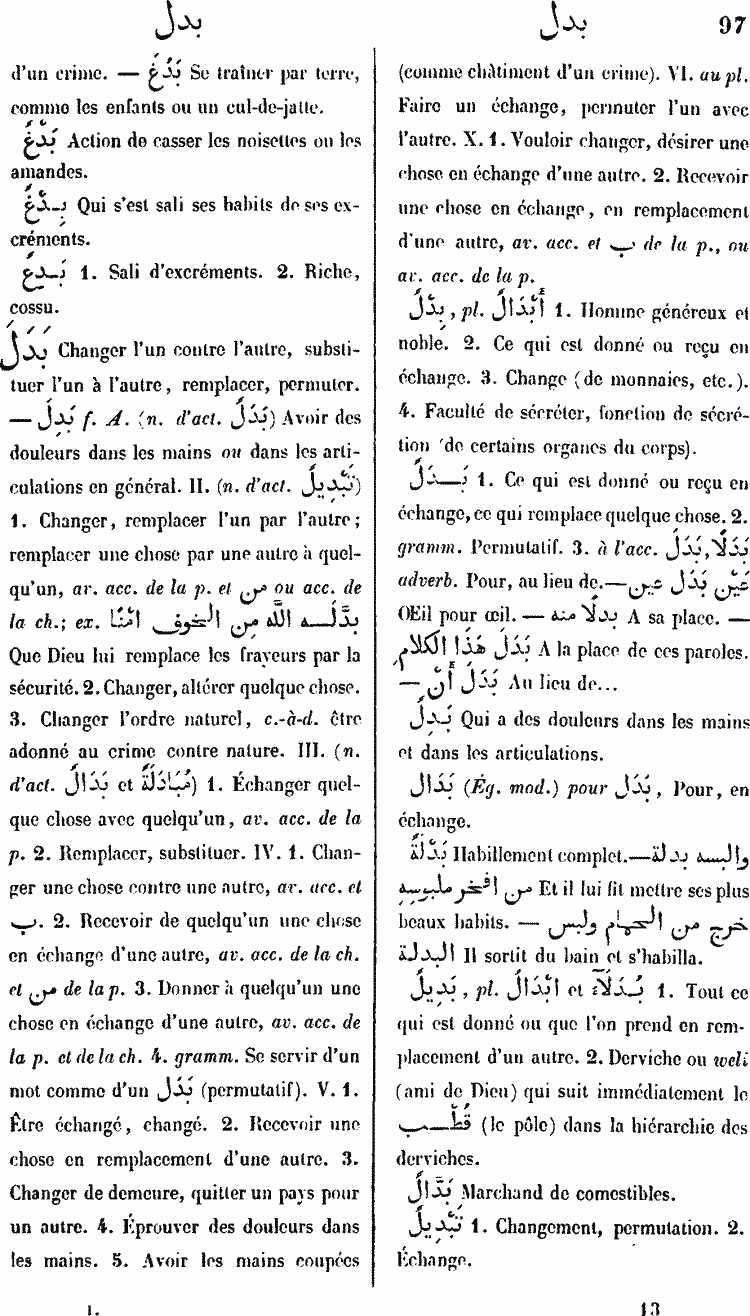 بدل
بدل 97
d'un crime. — بَدَغَ Se traîner par terre,
comme les enfants ou un cul-de-jatte.
بَدْغٌ Action de casser les noisettes ou les
amandes.
بِدْغٌ Qui s'est sali ses habits de ses ex-
créments.
بَدِغٌ 1. Sali d'excréments. 2. Riche,
cossu.
بَدَلَ Changer l'un contre l'autre, substi-
tuer l'un à l'autre, remplacer, permuter.
— بَدِلَ f. A. (n. d'act. بَدَلٌ) Avoir des
douleurs dans les mains ou dans les arti-
culations en général. II. (n. d'act. تَبْدِيلٌ)
1. Changer, remplacer l'un par l'autre;
remplacer une chose par une autre à quel-
qu'un, av. acc. de la p. et من ou acc. de
la ch.; ex. بدّلـه الله من الخوف امْنًا
Que Dieu lui remplace les frayeurs par la
sécurité. 2. Changer, altérer quelque chose.
3. Changer l'ordre naturel, c.-à-d. être
adonné au crime contre nature. III. (n.
d'act. بِدَالٌ et مُبَادَلَةٌ) 1. Échanger quel-
que chose avec quelqu'un, av. acc. de la
p. 2. Remplacer, substituer. IV. 1. Chan-
ger une chose contre une autre, av. acc. et
ب. 2. Recevoir de quelqu'un une chose
en échange d'une autre, av. acc. de la ch.
et من de la p. 3. Donner à quelqu'un une
chose en échange d'une autre, av. acc. de
la p. et de la ch. 4. gramm. Se servir d'un
mot comme d'un بَدَل (permutatif). V. 1.
Être échangé, changé. 2. Recevoir une
chose en remplacement d'une autre. 3.
Changer de demeure, quitter un pays pour
un autre. 4. Éprouver des douleurs dans
les mains. 5. Avoir les mains coupées
I.
(comme châtiment d'un crime). VI. au pl.
Faire un échange, permuter l'un avec
l'autre. X. 1. Vouloir changer, désirer une
chose en échange d'une autre. 2. Recevoir
une chose en échange, en remplacement
d'une autre, av. acc. et ب de la p., ou
av. acc. de la p.
بِدْلٌ, pl. أَبْدَالٌ 1. Homme généreux et
noble. 2. Ce qui est donné ou reçu en
échange. 3. Change (de monnaies, etc.).
4. Faculté de sécréter, fonction de sécré-
tion (de certains organes du corps).
بَدَلٌ 1. Ce qui est donné ou reçu en
échange, ce qui remplace quelque chose. 2.
gramm. Permutatif. 3. à l'acc. بَدَلًا, بَدَلَ
adverb. Pour, au lieu de.— عَيْن بَدَل عين
Œil pour œil. — بدلًا منه A sa place. —
بَدَلَ هَذَا الكلام A la place de ces paroles.
— بَدَلَ أَنْ Au lieu de...
بَدِلٌ Qui a des douleurs dans les mains
et dans les articulations.
بَدَال (Ég. mod.) pour بَدَل, Pour, en
échange.
بَدْلَةٌ Habillement complet.— والبسه بدلة
من افخر ملبوسه Et il lui fit mettre ses plus
beaux habits. — خرج من الحمام ولبس
البدلة Il sortit du bain et s'habilla.
بَدِيلٌ, pl. ابْدَالٌ et بُدَلَآءُ 1. Tout ce
qui est donné ou que l'on prend en rem-
placement d'un autre. 2. Derviche ou weli
(ami de Dieu) qui suit immédiatement le
قُطْب (le pôle) dans la hiérarchie des
derviches.
بَدَّالٌ Marchand de comestibles.
تَبْدِيلٌ 1. Changement, permutation. 2.
Échange.
13